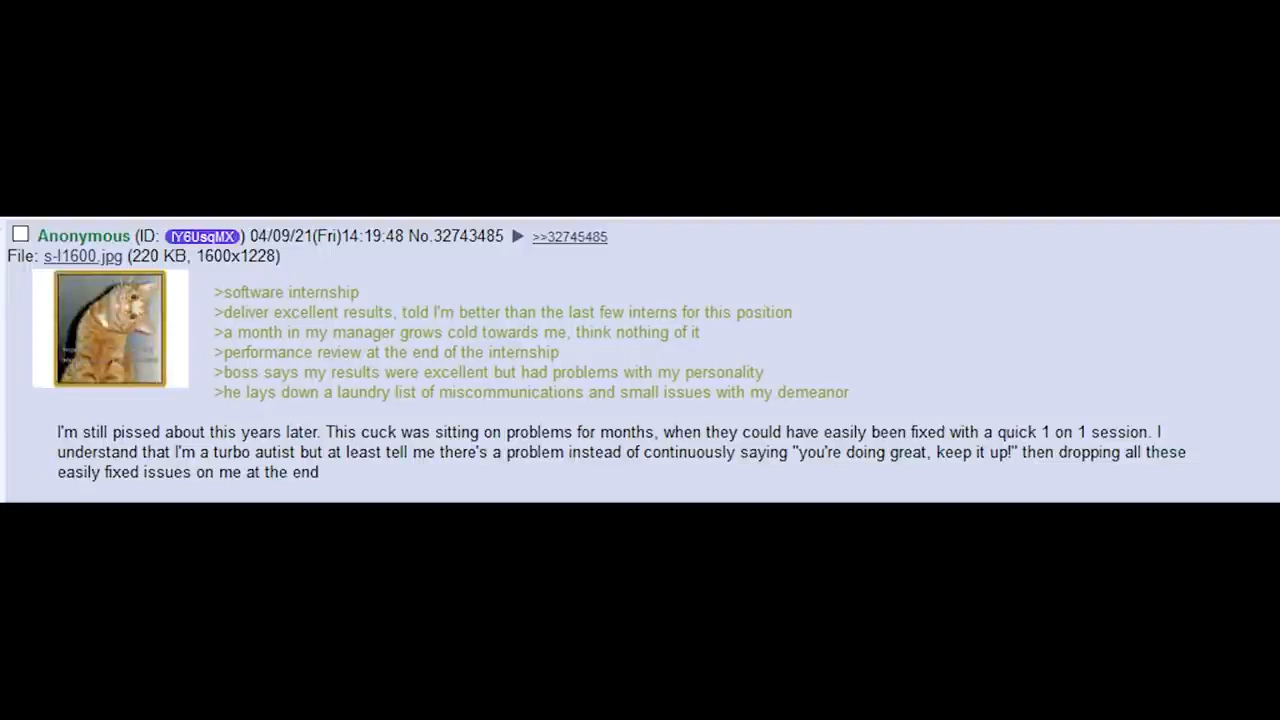 Anonymous (ID: IY6UsqMX) 04/09/21(Fri)14:19:48 No.32743485 ▶ >>32745485
File: s-l1600.jpg (220 KB, 1600x1228)
>software internship
>deliver excellent results, told I'm better than the last few interns for this position
>a month in my manager grows cold towards me, think nothing of it
>performance review at the end of the internship
>boss says my results were excellent but had problems with my personality
>he lays down a laundry list of miscommunications and small issues with my demeanor
I'm still pissed about this years later. This cuck was sitting on problems for months, when they could have easily been fixed with a quick 1 on 1 session. I
understand that I'm a turbo autist but at least tell me there's a problem instead of continuously saying "you're doing great, keep it up!" then dropping all these
easily fixed issues on me at the end